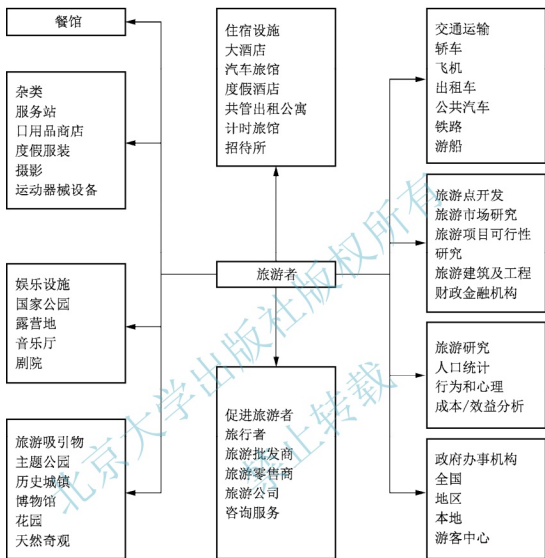 餐馆
杂类
服务站
日用品商店
度假服装
摄影
运动器械设备
娱乐设施
国家公园
露营地
音乐厅
剧院
旅游吸引物
主题公园
历史城镇
博物馆
花园
天然奇观
住宿设施
大酒店
汽车旅馆
度假酒店
共管出租公寓
计时旅馆
招待所
旅游者
促进旅游者
旅行者
旅游批发商
旅游零售商
旅游公司
咨询服务
交通运输
轿车
飞机
出租车
公共汽车
铁路
游船
旅游点开发
旅游市场研究
旅游项目可行性
研究
旅游建筑及工程
财政金融机构
旅游研究
人口统计
行为和心理
成本/效益分析
政府办事机构
全国
地区
本地
游客中心
北京大学出版社版权所有
禁止转载